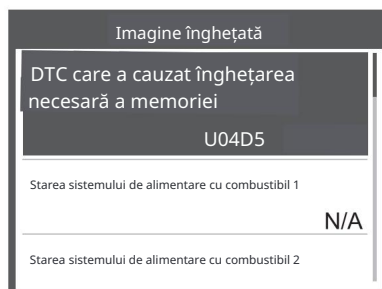 Imagine înghețată
DTC care a cauzat înghețarea
necesară a memoriei
U04D5
Starea sistemului de alimentare cu combustibil 1
N/A
Starea sistemului de alimentare cu combustibil 2